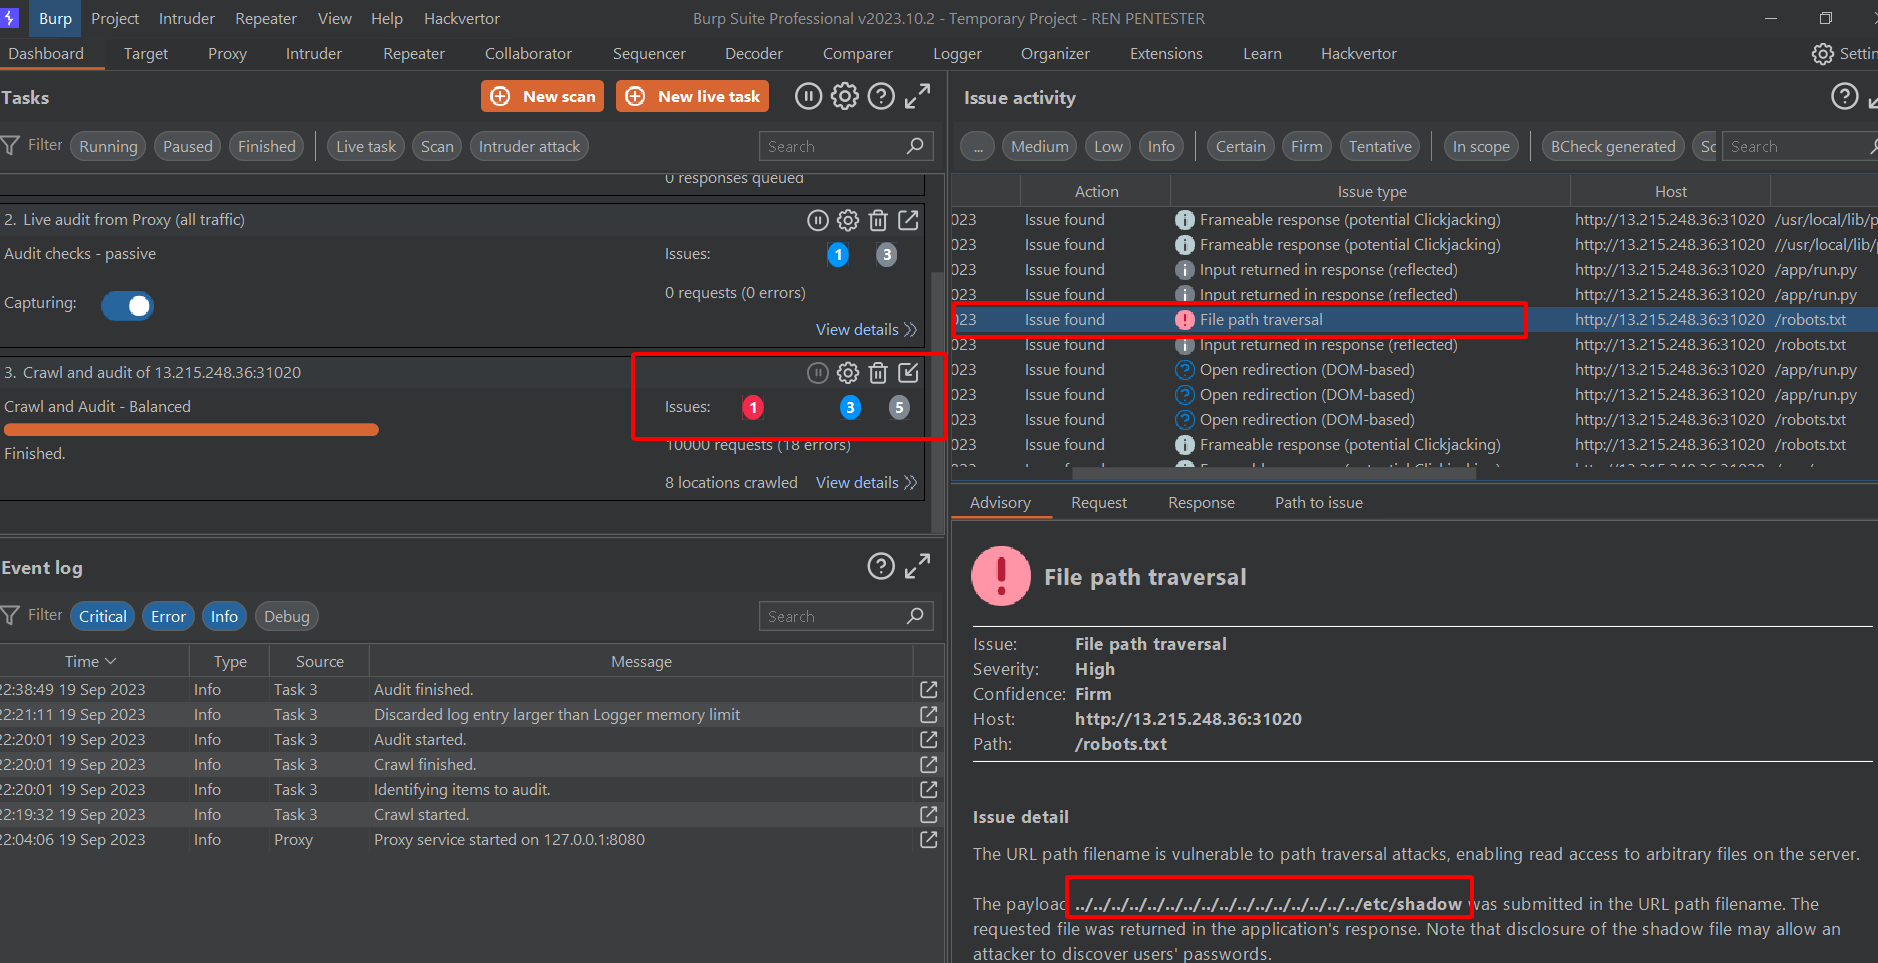 Burp Project Intruder Repeater View Help Hackvertor Burp Suite Professional v2023.10.2 - Temporary Project - REN PENTESTER
Dashboard Target Proxy Intruder Repeater Collaborator Sequencer Decoder Comparer Logger Organizer Extensions Learn Hackvertor Settin
Tasks New scan New live task
Filter Running Paused Finished Live task Scan Intruder attack Search
0 responses queued
2. Live audit from Proxy (all traffic)
Audit checks - passive Issues: 1 3
0 requests (0 errors)
Capturing:
View details
3. Crawl and audit of 13.215.248.36:31020
Crawl and Audit - Balanced Issues: 1 3 5
10000 requests (18 errors)
Finished.
8 locations crawled View details
Event log
Filter Critical Error Info Debug Search
Time Type Source Message
22:38:49 19 Sep 2023 Info Task 3 Audit finished.
22:21:11 19 Sep 2023 Info Task 3 Discarded log entry larger than Logger memory limit
22:20:01 19 Sep 2023 Info Task 3 Audit started.
22:20:01 19 Sep 2023 Info Task 3 Crawl finished.
22:20:01 19 Sep 2023 Info Task 3 Identifying items to audit.
22:19:32 19 Sep 2023 Info Task 3 Crawl started.
22:04:06 19 Sep 2023 Info Proxy Proxy service started on 127.0.0.1:8080
Issue activity
... Medium Low Info Certain Firm Tentative In scope BCheck generated Sc Search
Action Issue type Host
023 Issue found Frameable response (potential Clickjacking) http://13.215.248.36:31020 /usr/local/lib/p
023 Issue found Frameable response (potential Clickjacking) http://13.215.248.36:31020 //usr/local/lib/
023 Issue found Input returned in response (reflected) http://13.215.248.36:31020 /app/run.py
023 Issue found Input returned in response (reflected) http://13.215.248.36:31020 /app/run.py
023 Issue found File path traversal http://13.215.248.36:31020 /robots.txt
023 Issue found Input returned in response (reflected) http://13.215.248.36:31020 /robots.txt
023 Issue found Open redirection (DOM-based) http://13.215.248.36:31020 /app/run.py
023 Issue found Open redirection (DOM-based) http://13.215.248.36:31020 /app/run.py
023 Issue found Open redirection (DOM-based) http://13.215.248.36:31020 /robots.txt
023 Issue found Frameable response (potential Clickjacking) http://13.215.248.36:31020 /robots.txt
Advisory Request Response Path to issue
File path traversal
Issue: File path traversal
Severity: High
Confidence: Firm
Host: http://13.215.248.36:31020
Path: /robots.txt
Issue detail
The URL path filename is vulnerable to path traversal attacks, enabling read access to arbitrary files on the server.
The payload ../../../../../../../../../../../../../../../../etc/shadow was submitted in the URL path filename. The
requested file was returned in the application's response. Note that disclosure of the shadow file may allow an
attacker to discover users' passwords.